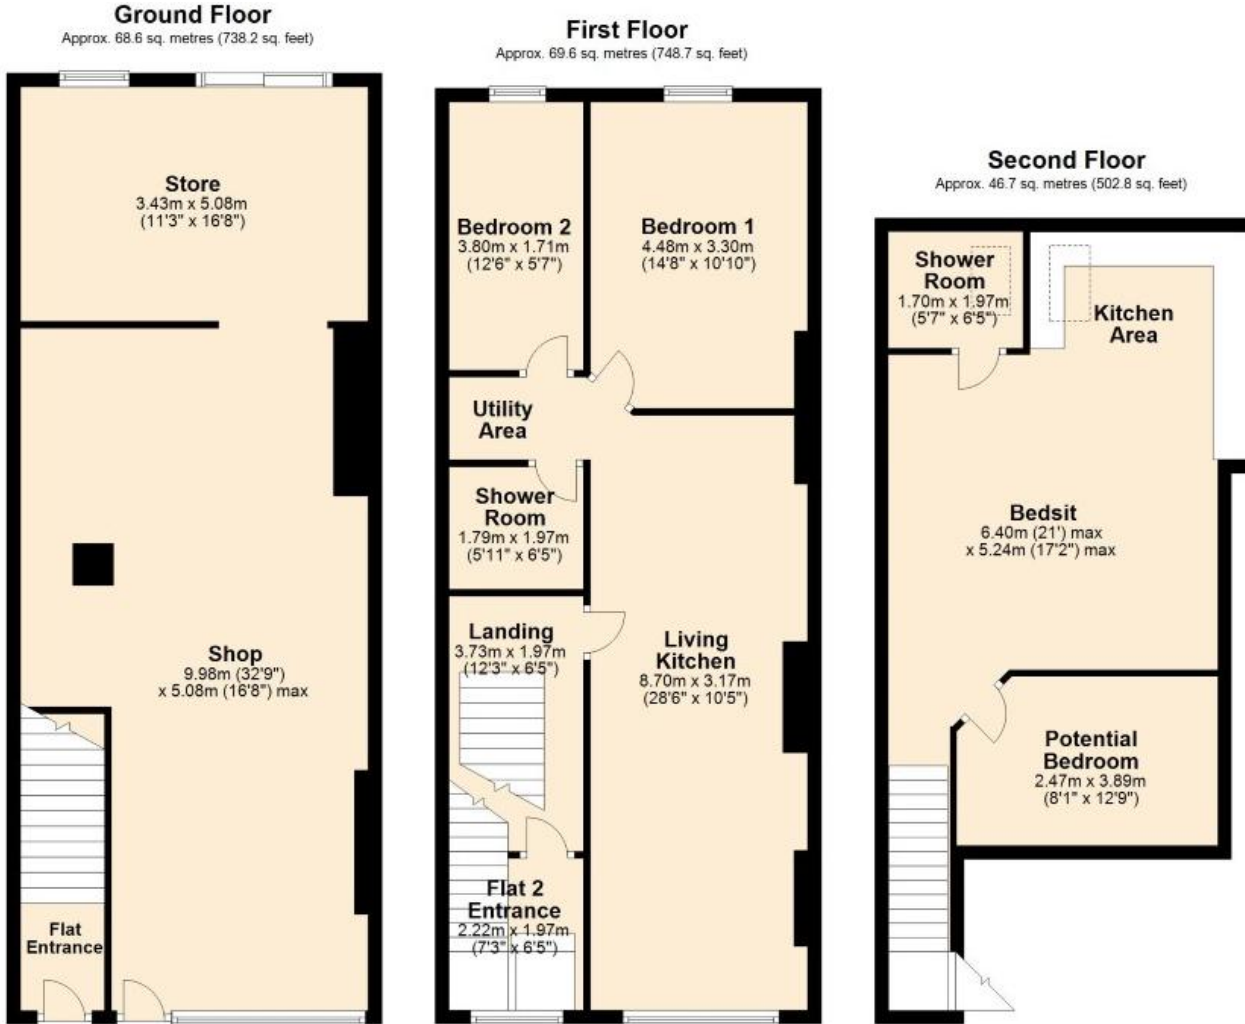 Ground Floor
Approx. 68.6 sq. metres (738.2 sq. feet)
Store
3.43m x 5.08m
(11'3" x 16'8")
Shop
9.98m (32'9")
x 5.08m (16'8") max
Flat
Entrance
First Floor
Approx. 69.6 sq. metres (748.7 sq. feet)
Bedroom 2
3.80m x 1.71m
(12'6" x 5'7")
Bedroom 1
4.48m x 3.30m
(14'8" x 10'10")
Utility
Area
Shower
Room
1.79m x 1.97m
(5'11" x 6'5")
Landing
3.73m x 1.97m
(12'3" x 6'5")
Living
Kitchen
8.70m x 3.17m
(28'6" x 10'5")
Flat 2
Entrance
2.22m x 1.97m
(7'3" x 6'5")
Second Floor
Approx. 46.7 sq. metres (502.8 sq. feet)
Shower
Room
1.70m x 1.97m
(5'7" x 6'5")
Kitchen
Area
Bedsit
6.40m (21') max
x 5.24m (17'2") max
Potential
Bedroom
2.47m x 3.89m
(8'1" x 12'9")